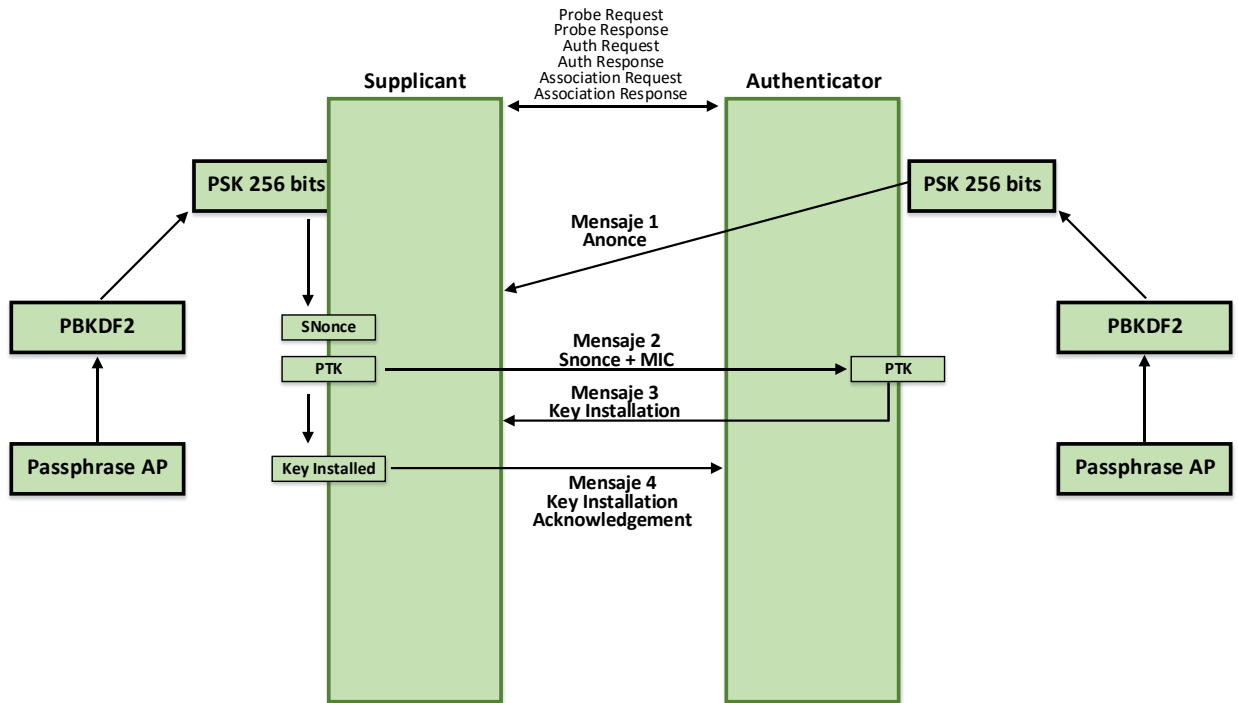 Probe Request
Probe Response
Auth Request
Auth Response
Association Request
Association Response
Supplicant
Authenticator
PSK 256 bits
PSK 256 bits
Mensaje 1
Anonce
PBKDF2
SNonce
PBKDF2
Mensaje 2
Snonce + MIC
PTK
PTK
Mensaje 3
Key Installation
Passphrase AP
Key Installed
Passphrase AP
Mensaje 4
Key Installation
Acknowledgement